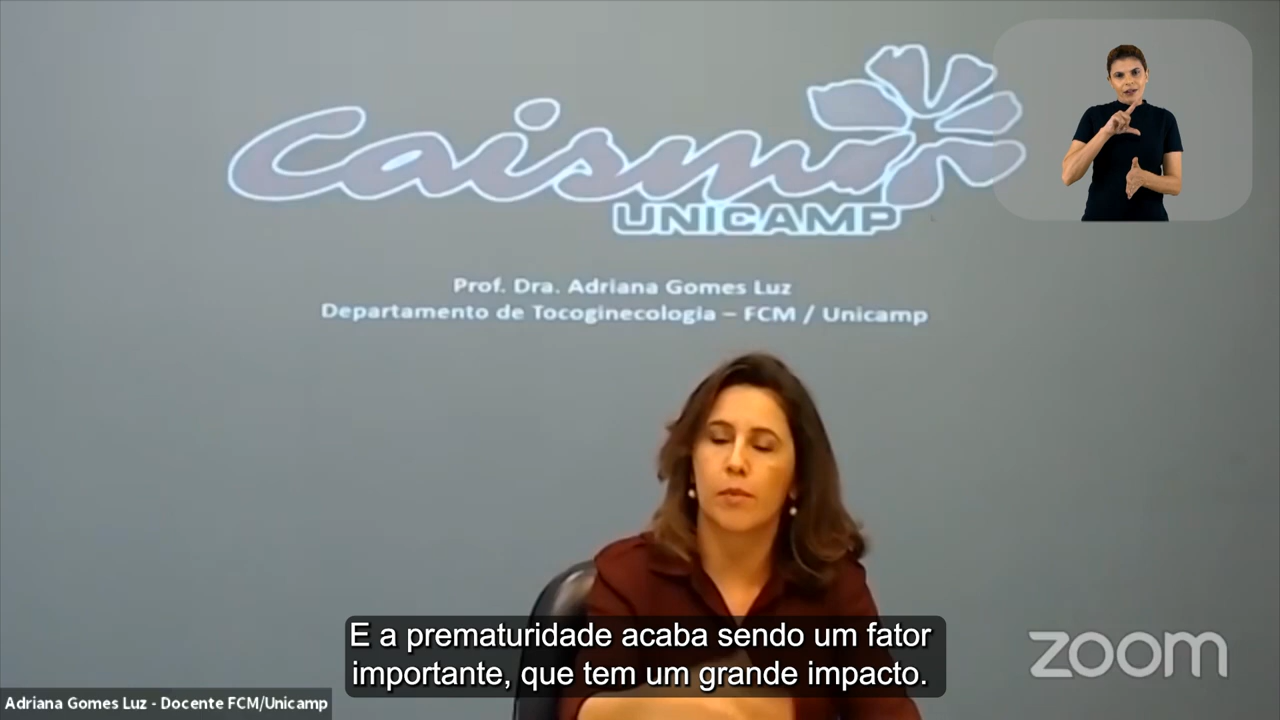 Caism
UNICAMP
Prof. Dra. Adriana Gomes Luz
Departamento de Tocoginecologia – FCM / Unicamp
E a prematuridade acaba sendo um fator
importante, que tem um grande impacto.
zoom
Adriana Gomes Luz - Docente FCM/Unicamp